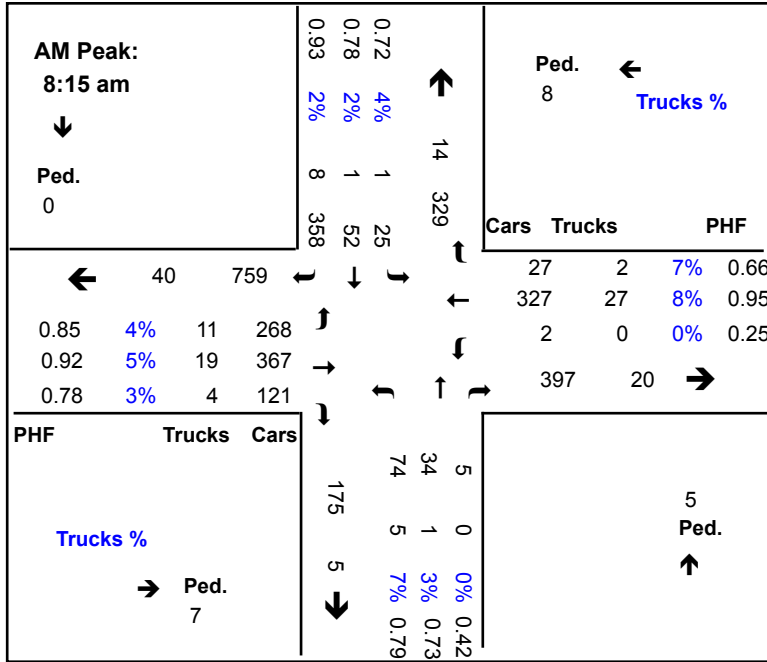 AM Peak:
8:15 am
Ped.
0
0.93 0.78 0.72
2% 2% 4%
8 1 1
358 52 25
14 329
Ped.
8
Trucks %
Cars Trucks PHF
27 2 7% 0.66
327 27 8% 0.95
2 0 0% 0.25
40 759
0.85 4% 11 268
0.92 5% 19 367
0.78 3% 4 121
397 20
PHF Trucks Cars
Trucks %
Ped.
7
175 5
74 34 5
5 1 0
7% 3% 0%
0.79 0.73 0.42
5
Ped.